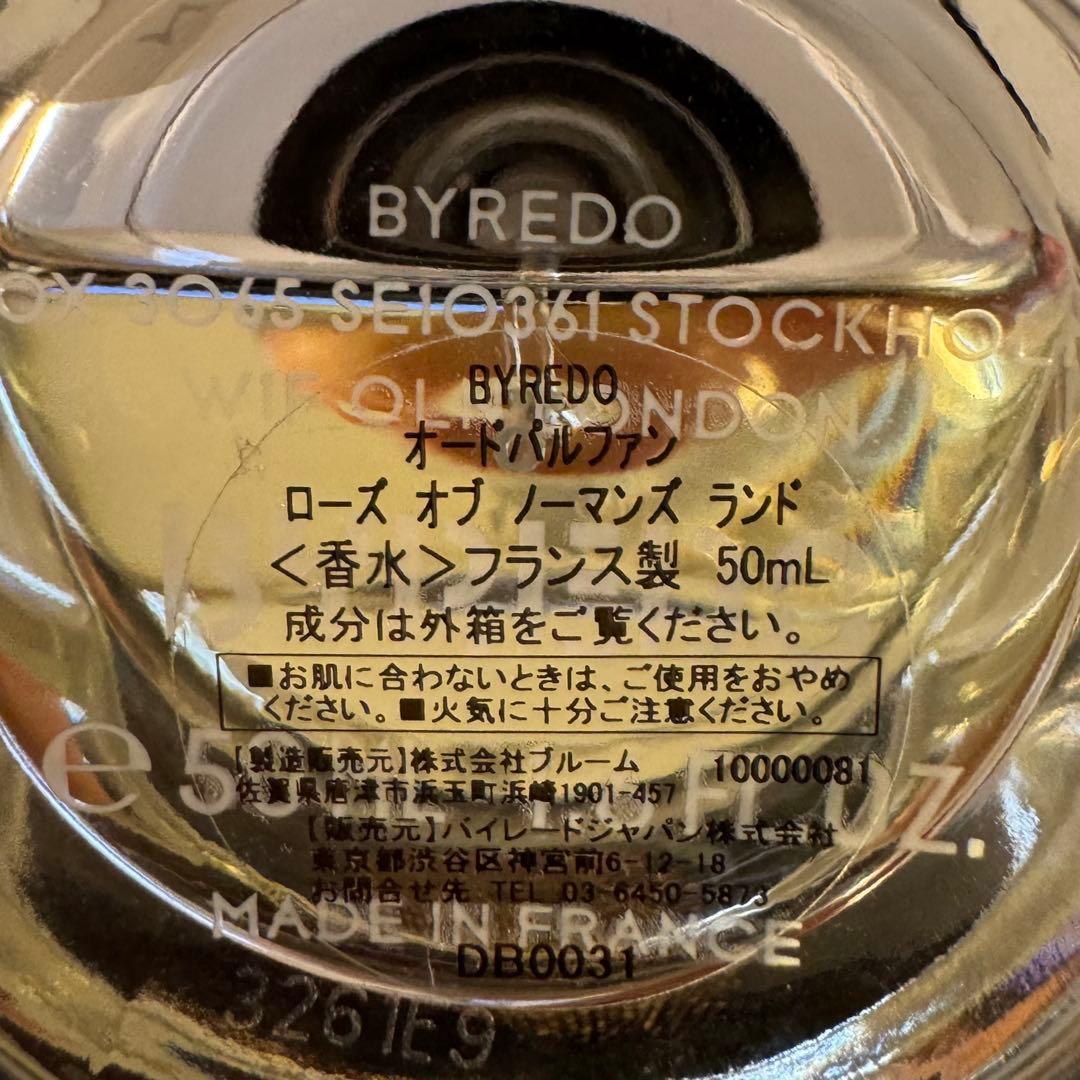 BYREDO
OX 3065 SE10361 STOCKHO
BYREDO
LONDON
オードパルファン
ローズ オブ ノーマンズ ランド
＜香水＞フランス製 50mL
成分は外箱をご覧ください。
■お肌に合わないときは、ご使用をおやめ
ください。■火気に十分ご注意ください。
【製造販売元】株式会社ブルーム 10000081
佐賀県唐津市浜玉町浜崎1901-457
【販売元】バイレードジャパン株式会社
東京都渋谷区神宮前6-12-18
お問合せ先 TEL 03-6450-5873
MADE IN FRANCE
DB0031